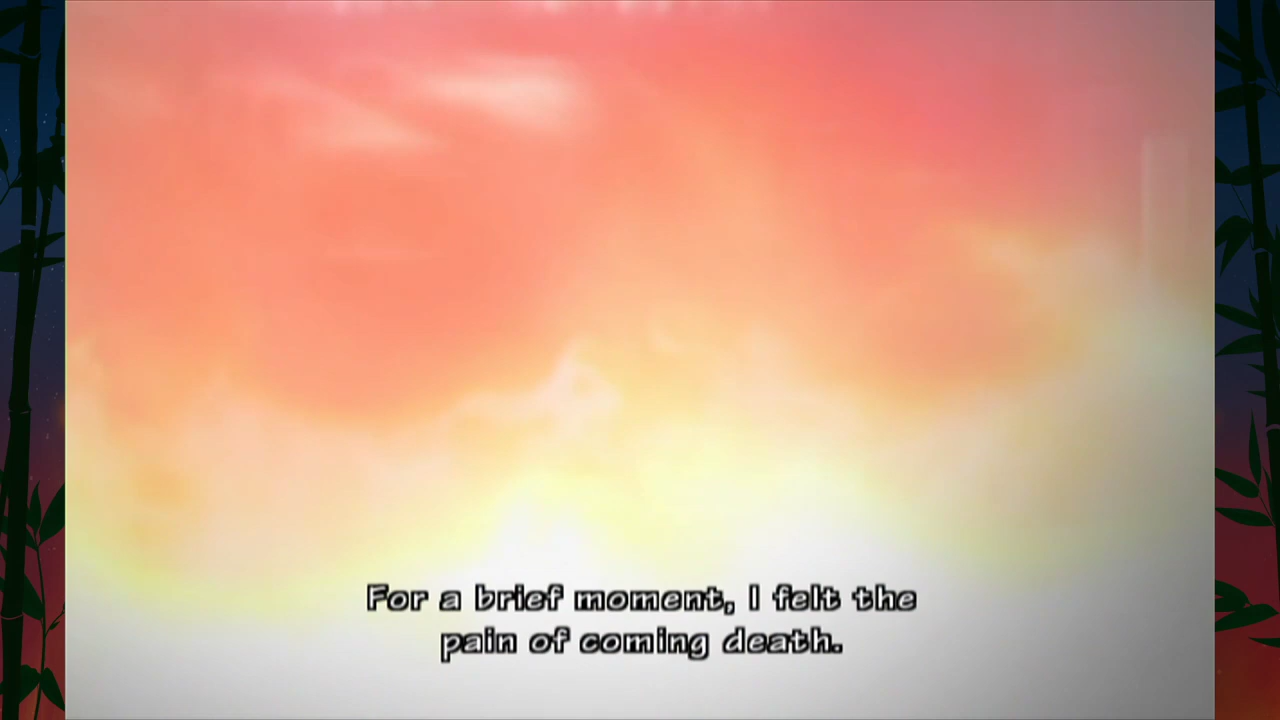 For a brief moment, I felt the
pain of coming death.